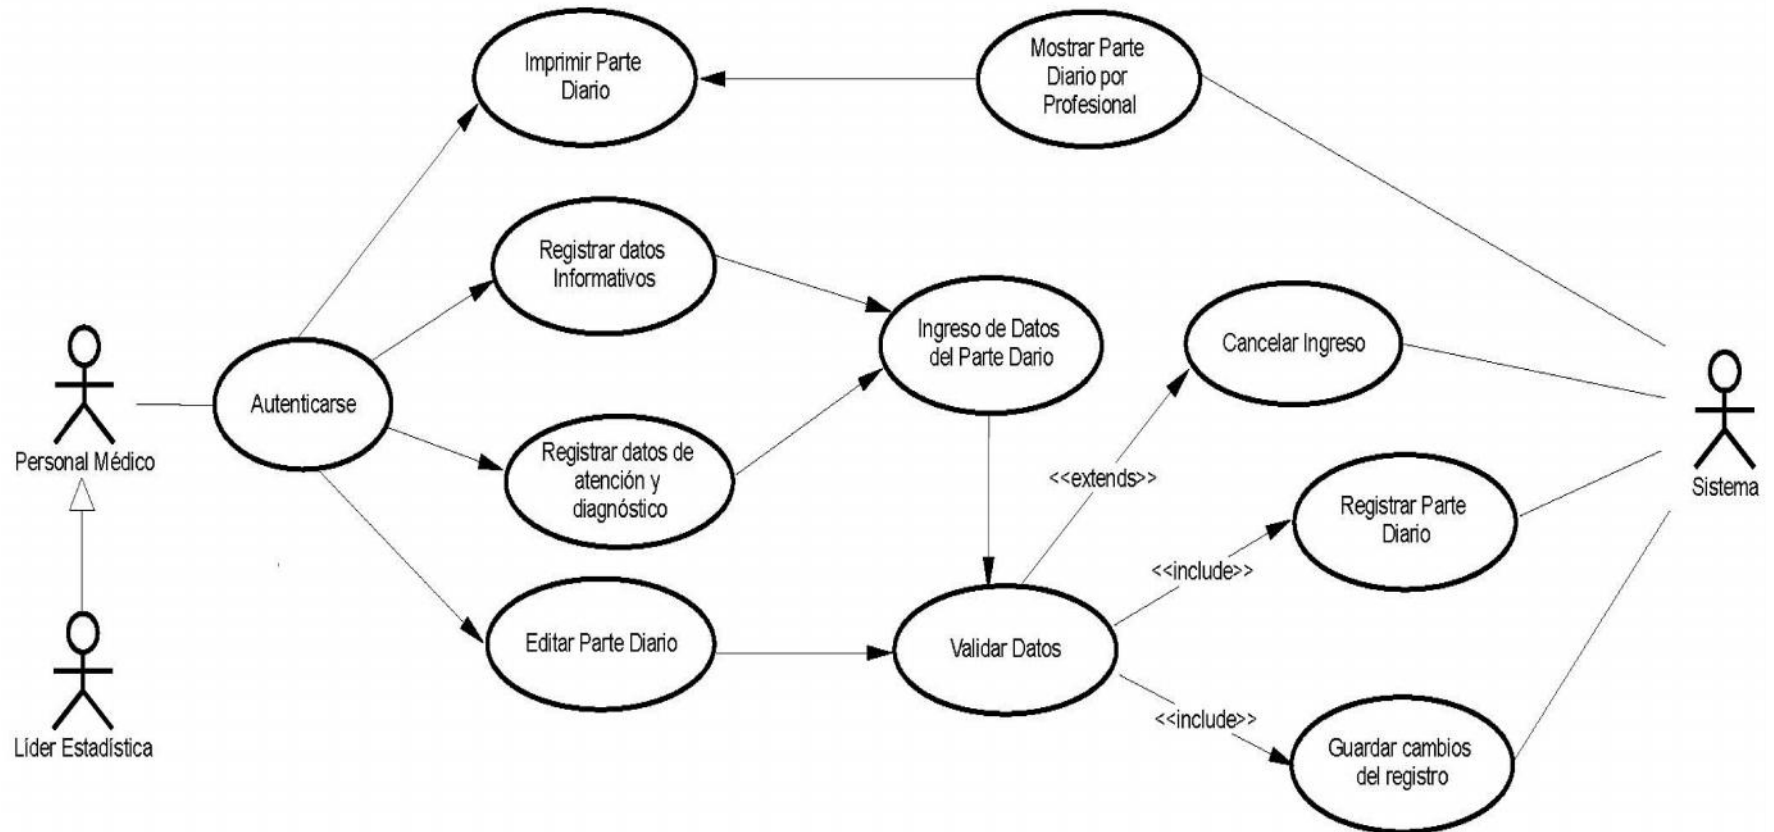 Imprimir Parte
Diario
Mostrar Parte
Diario por
Profesional
Registrar datos
Informativos
Ingreso de Datos
del Parte Dario
Cancelar Ingreso
Autenticarse
Personal Médico
Registrar datos de
atención y
diagnóstico
<<extends>>
Sistema
Registrar Parte
Diario
<<include>>
Editar Parte Diario
Validar Datos
<<include>>
Líder Estadística
Guardar cambios
del registro